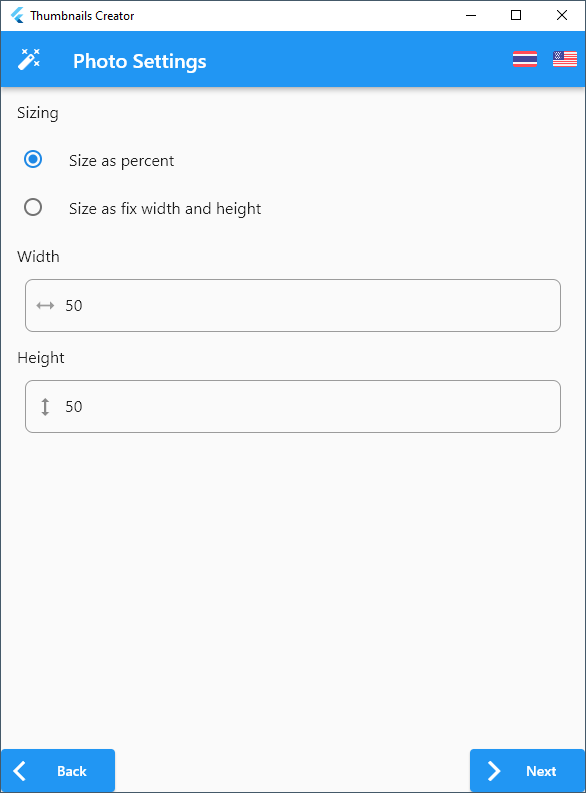 Thumbnails Creator
Photo Settings
Sizing
Size as percent
Size as fix width and height
Width
50
Height
50
Back
Next